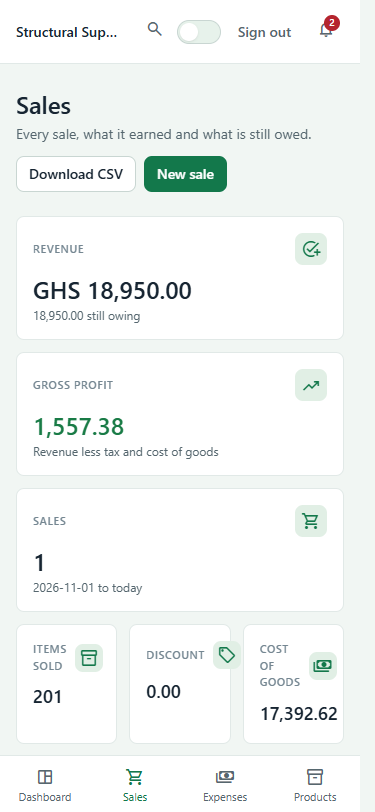 Structural Sup... Sign out 2
Sales
Every sale, what it earned and what is still owed.
Download CSV New sale
REVENUE
GHS 18,950.00
18,950.00 still owing
GROSS PROFIT
1,557.38
Revenue less tax and cost of goods
SALES
1
2026-11-01 to today
ITEMS
SOLD
201
DISCOUNT
0.00
COST
OF
GOODS
17,392.62
Dashboard Sales Expenses Products